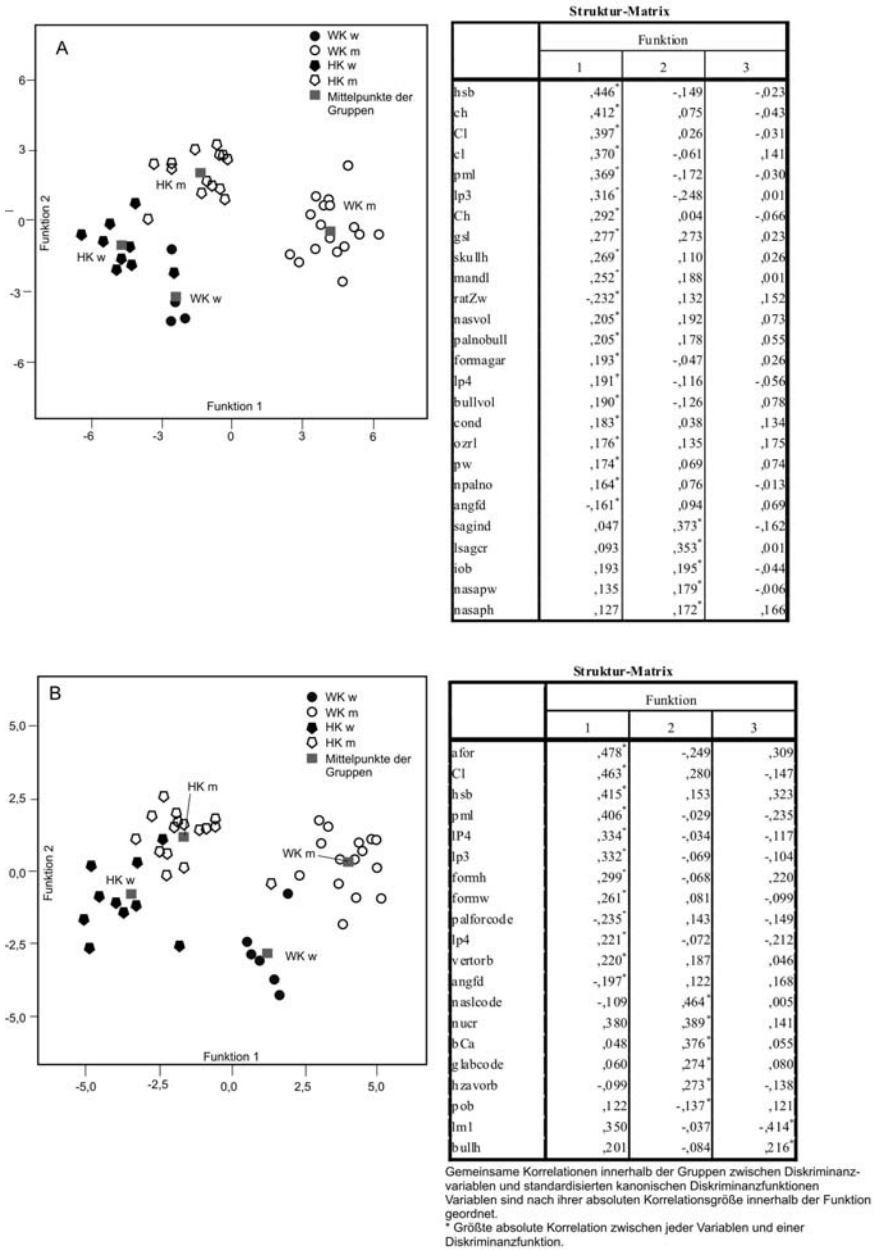 A
WK w
WK m
HK w
HK m
Mittelpunkte der
Gruppen
6
3
0
-3
-6
Funktion 2
HK m
WK m
HK w
WK w
Funktion 1
-6 -3 0 3 6
Struktur-Matrix
Funktion
1 2 3
hsb ,446* -,149 -,023
ch ,412* ,075 -,043
Cl ,397* ,026 -,031
cl ,370* -,061 ,141
pml ,369* -,172 -,030
lp3 ,316* -,248 ,001
Ch ,292* ,004 -,066
gsl ,277* ,273 ,023
skullh ,269* ,110 ,026
mandl ,252* ,188 ,001
ratZw -,232* ,132 ,152
nasvol ,205* ,192 ,073
palnobull ,205* ,178 ,055
formagar ,193* -,047 ,026
lp4 ,191* -,116 -,056
bullvol ,190* -,126 ,078
cond ,183* ,038 ,134
ozrl ,176* ,135 ,175
pw ,174* ,069 ,074
npalno ,164* ,076 -,013
angfd -,161* ,094 ,069
sagind ,047 ,373* -,162
lsagcr ,093 ,353* ,001
iob ,193 ,195* -,044
nasapw ,135 ,179* -,006
nasaph ,127 ,172* ,166
B
WK w
WK m
HK w
HK m
Mittelpunkte der
Gruppen
5,0
2,5
0,0
-2,5
-5,0
Funktion 2
HK m
WK m
HK w
WK w
Funktion 1
-5,0 -2,5 0,0 2,5 5,0
Struktur-Matrix
Funktion
1 2 3
afor ,478* -,249 ,309
Cl ,463* ,280 -,147
hsb ,415* ,153 ,323
pml ,406* -,029 -,235
lP4 ,334* -,034 -,117
lp3 ,332* -,069 -,104
formh ,299* -,068 ,220
formw ,261* ,081 -,099
palforcode -,235* ,143 -,149
lp4 ,221* -,072 -,212
vertorb ,220* ,187 ,046
angfd -,197* ,122 ,168
naslcode -,109 ,464* ,005
nucr ,380 ,389* ,141
bCa ,048 ,376* ,055
glabcode ,060 ,274* ,080
hzavorb -,099 ,273* -,138
pob ,122 -,137* ,121
lm1 ,350 -,037 -,414*
bullh ,201 -,084 ,216*
Gemeinsame Korrelationen innerhalb der Gruppen zwischen Diskriminanz-
variablen und standardisierten kanonischen Diskriminanzfunktionen
Variablen sind nach ihrer absoluten Korrelationsgröße innerhalb der Funktion
geordnet.
* Größte absolute Korrelation zwischen jeder Variablen und einer
Diskriminanzfunktion.